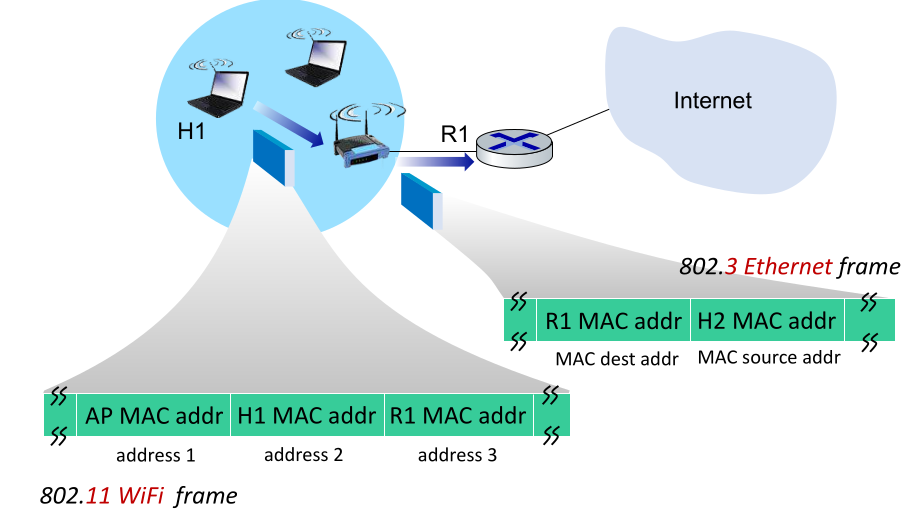 H1
R1
Internet
802.3 Ethernet frame
R1 MAC addr H2 MAC addr
MAC dest addr MAC source addr
AP MAC addr H1 MAC addr R1 MAC addr
address 1 address 2 address 3
802.11 WiFi frame